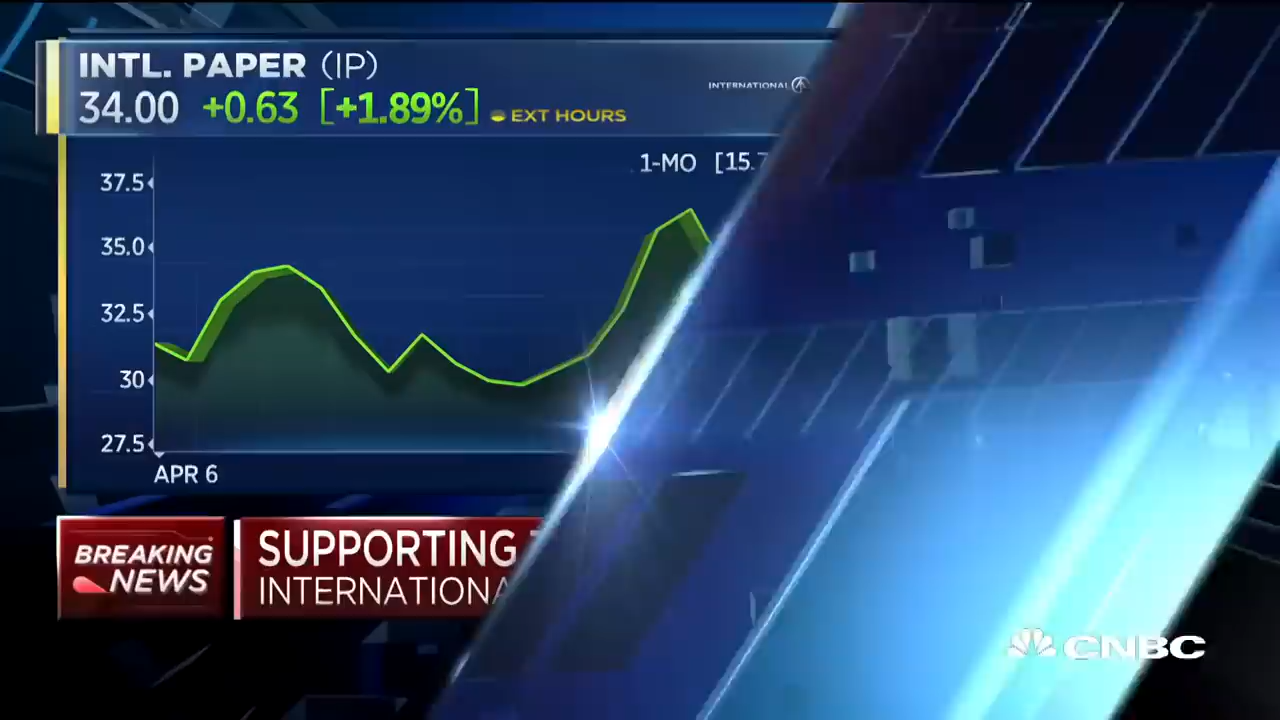 INTL. PAPER (IP)
34.00 +0.63 [+1.89%] EXT HOURS
INTERNATIONAL
1-MO
37.5
35.0
32.5
30
27.5
APR 6
BREAKING
NEWS
SUPPORTING
CNBC